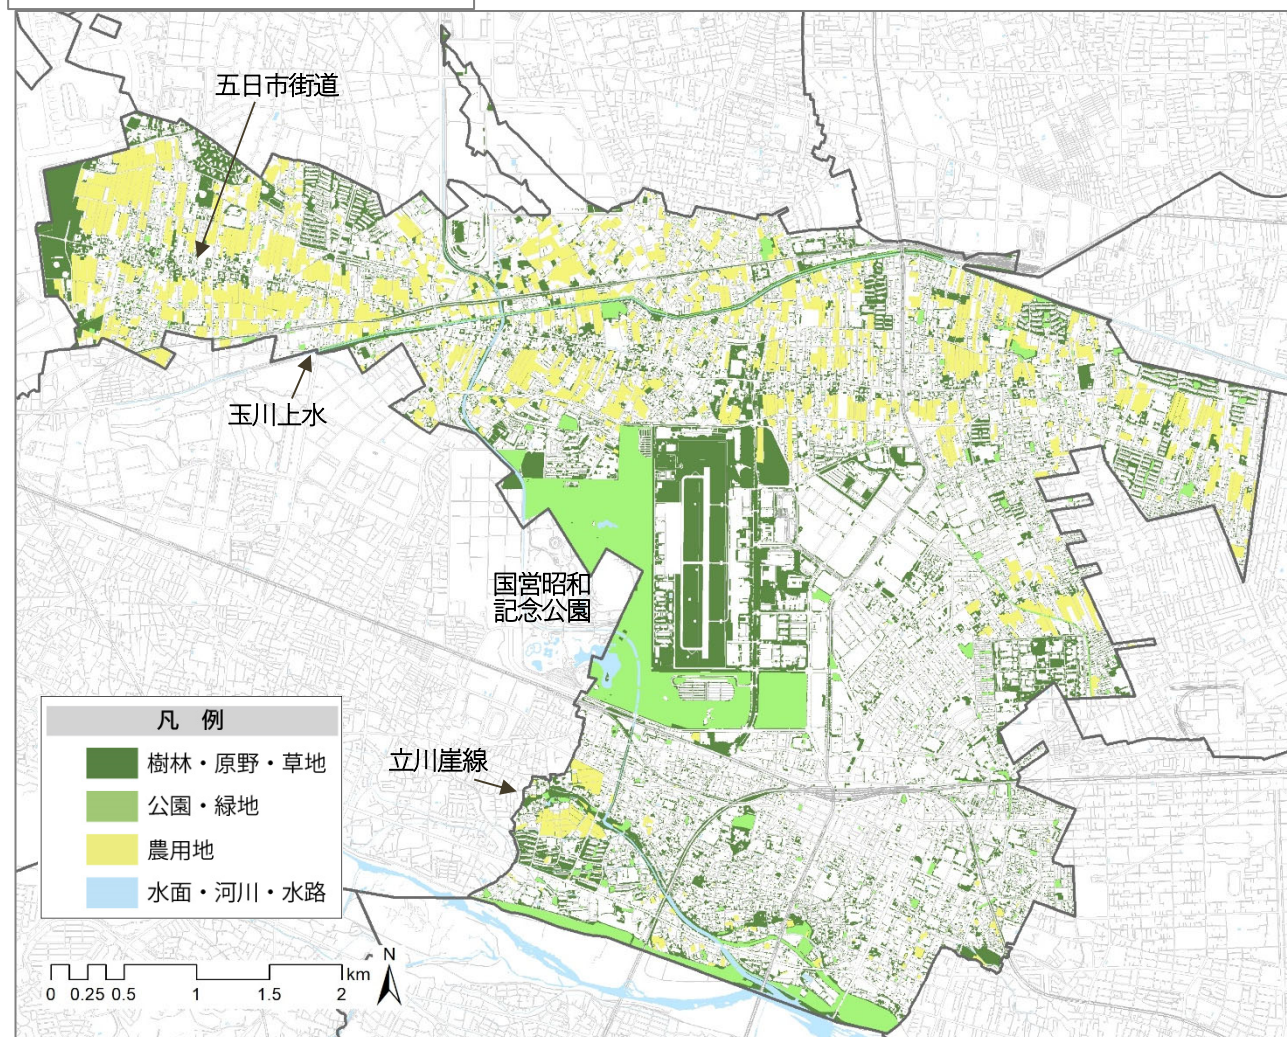 五日市街道
玉川上水
国営昭和
記念公園
立川崖線
凡 例
樹林・原野・草地
公園・緑地
農用地
水面・河川・水路
N
km
0 0.25 0.5 1 1.5 2